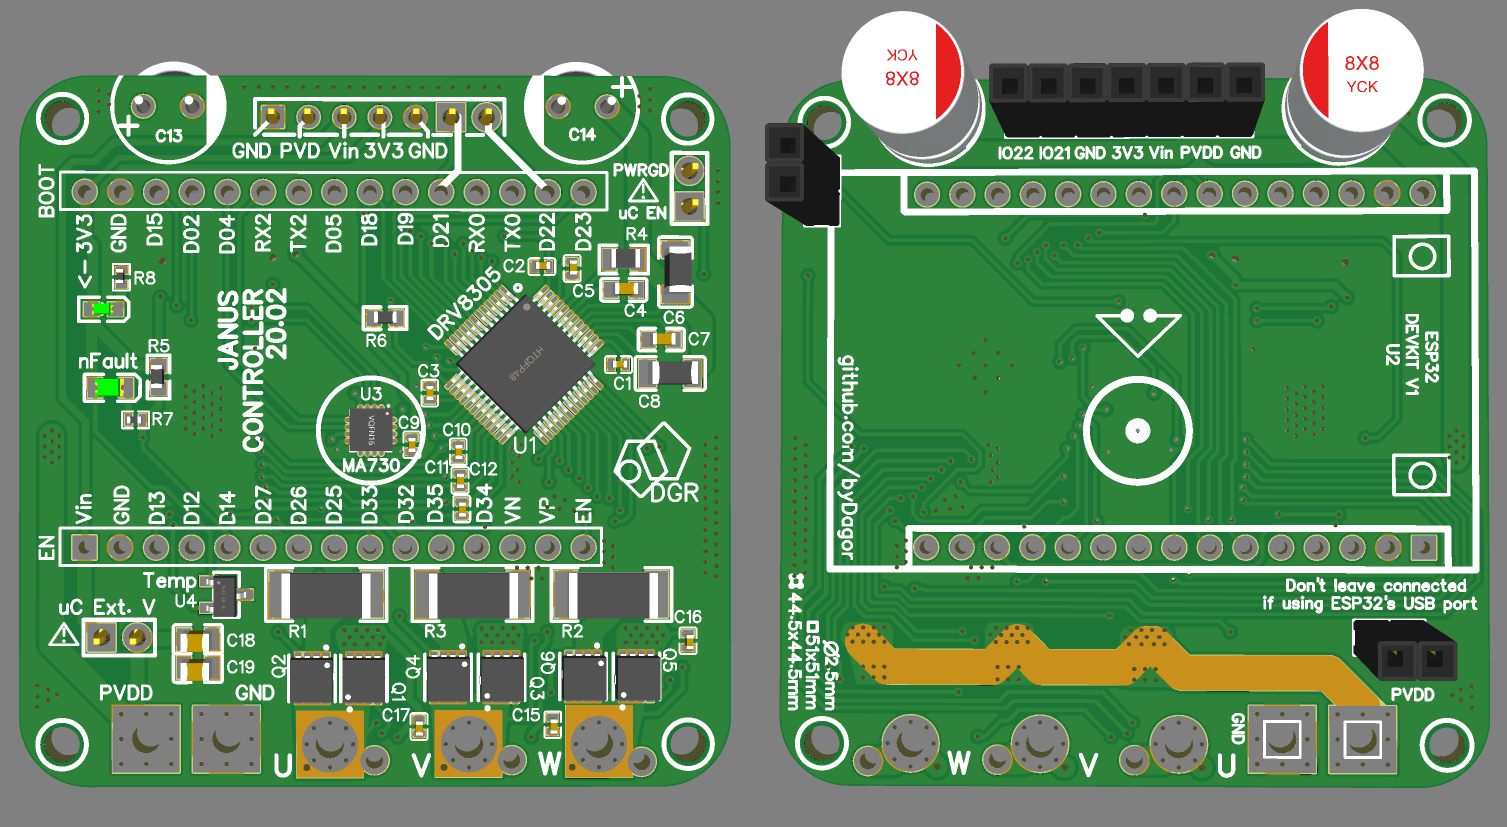 C13
C14
GND PVD Vin 3V3 GND
PWRGD
uC EN
BOOT
<- 3V3
GND
D15
D02
D04
RX2
TX2
D05
D18
D19
D21
RX0
TX0
D22
D23
R8
R4
C2
C5
C4
C6
C7
C1
C8
JANUS
CONTROLLER
20.02
DRV8305
HTQFP48
U1
R6
nFault
R5
R7
C3
U3
VQFN16
C9
MA730
C10
C11
C12
DGR
Vin
GND
D13
D12
D14
D27
D26
D25
D33
D32
D35
D34
VN
VP
EN
EN
Temp
U4
uC Ext. V
R1
R3
R2
C16
C18
C19
Q2
Q1
Q4
Q3
Q6
Q5
PVDD
GND
C17
C15
U
V
W
YCK
8X8
8X8
YCK
IO22 IO21 GND 3V3 Vin PVDD GND
github.com/byDagor
ESP32
DEVKIT V1
U2
Don't leave connected
if using ESP32's USB port
44.5x44.5mm
51x51mm
Ø2.5mm
PVDD
GND
W
V
U